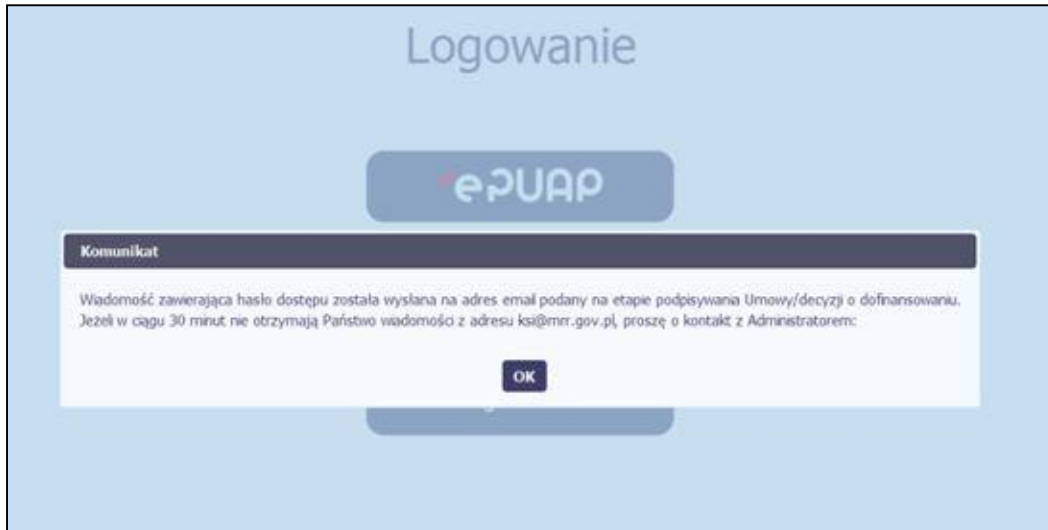 Logowanie
ePUAP
Komunikat
Wiadomość zawierająca hasło dostępu została wysłana na adres email podany na etapie podpisywania Umowy/decyzji o dofinansowaniu.
Jeżeli w ciągu 30 minut nie otrzymają Państwo wiadomości z adresu ksi@mrr.gov.pl, proszę o kontakt z Administratorem:
OK